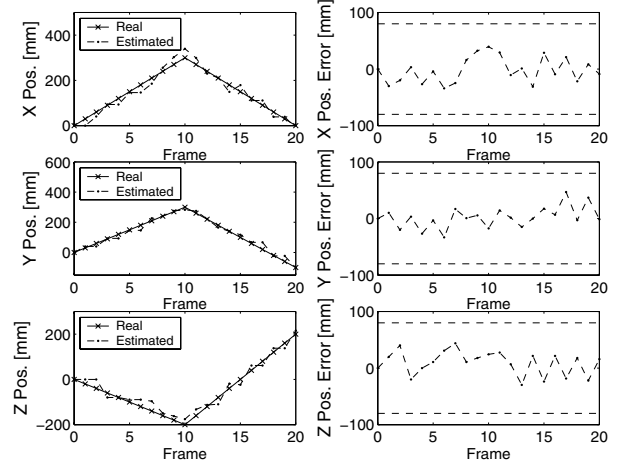 X Pos. [mm]
400
200
0
Real
Estimated
0 5 10 15 20
Frame
X Pos. Error [mm]
0
−100
0 5 10 15 20
Frame
Y Pos. [mm]
600
400
200
0
Real
Estimated
0 5 10 15 20
Frame
Y Pos. Error [mm]
100
0
−100
0 5 10 15 20
Frame
Z Pos. [mm]
200
0
−200
Real
Estimated
0 5 10 15 20
Frame
Z Pos. Error [mm]
100
0
−100
0 5 10 15 20
Frame